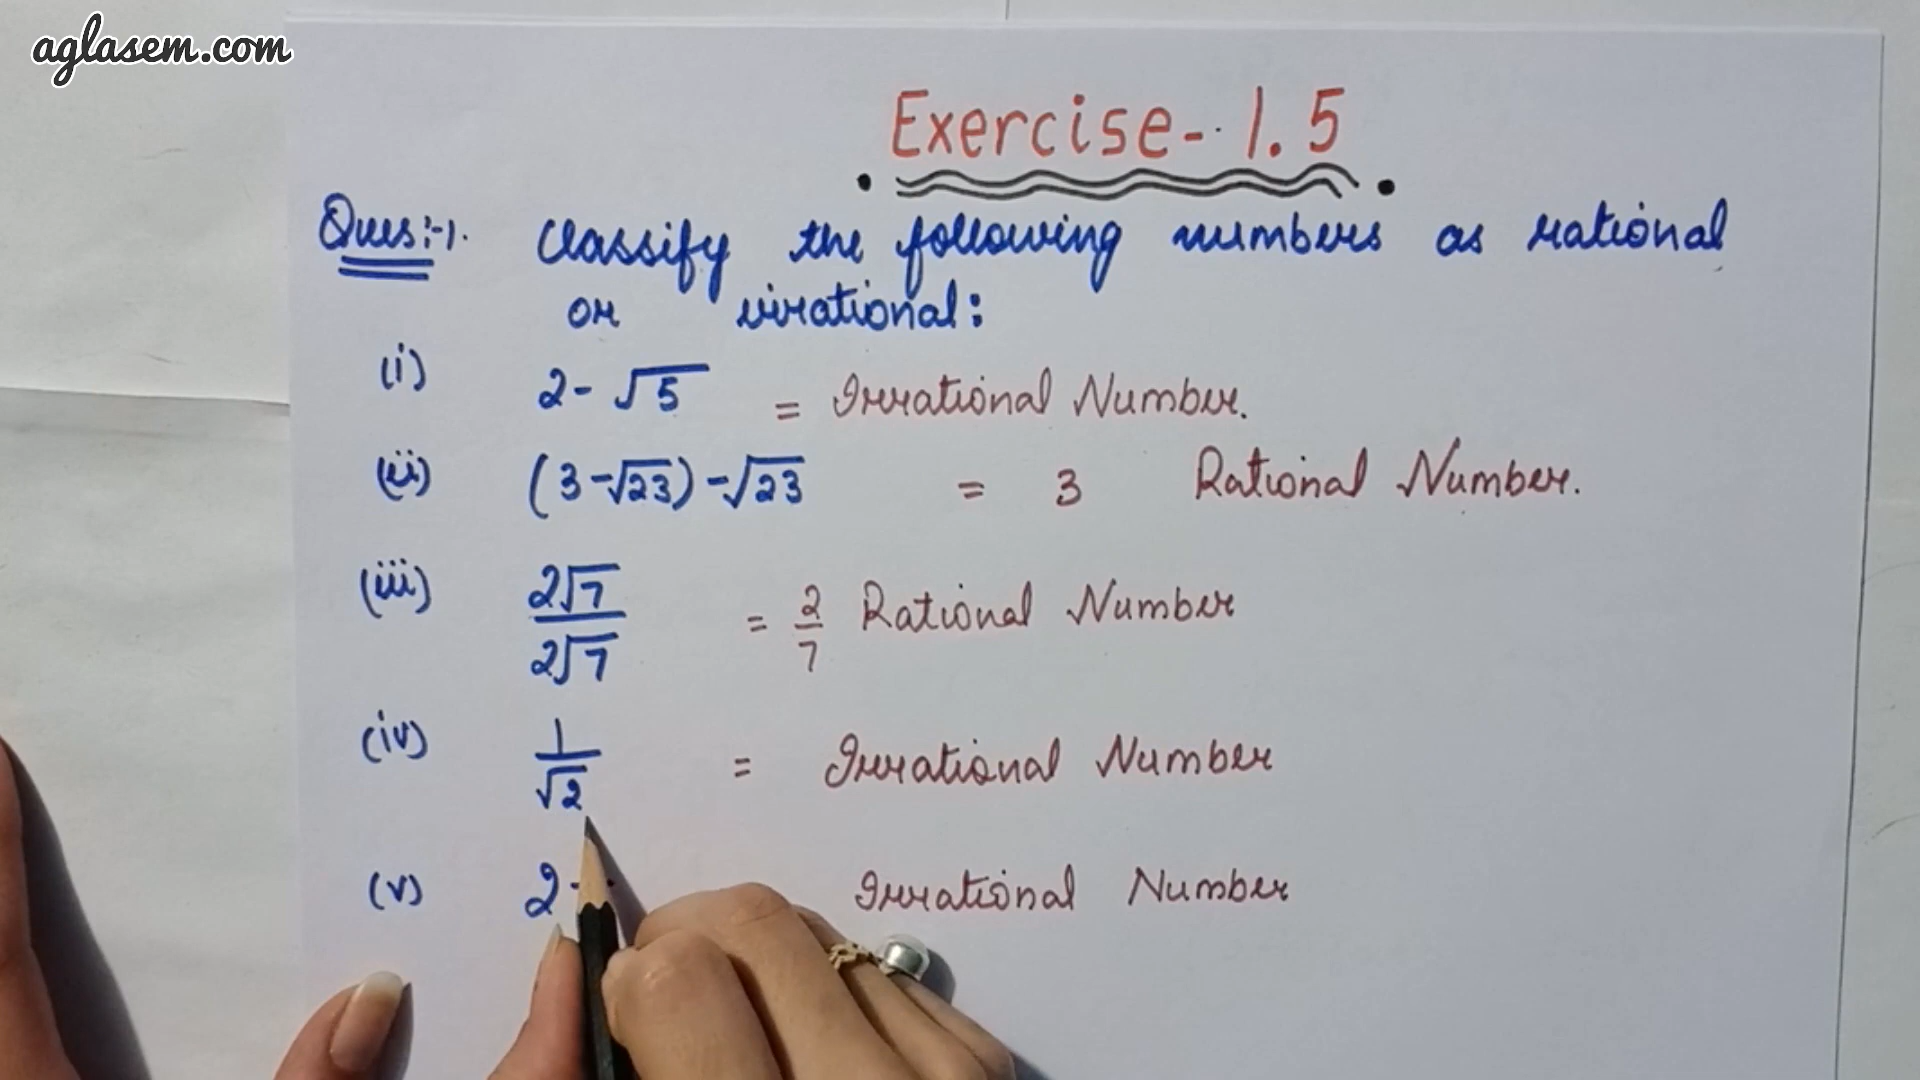 aglasem.com
Exercise-1.5
Ques:-1. Classify the following numbers as rational
or irrational:
(i) 2-√5 = Irrational Number.
(ii) (3-√23)-√23 = 3 Rational Number.
(iii) 2√7/2√7 = 2/7 Rational Number
(iv) 1/√2 = Irrational Number
(v) 2 Irrational Number